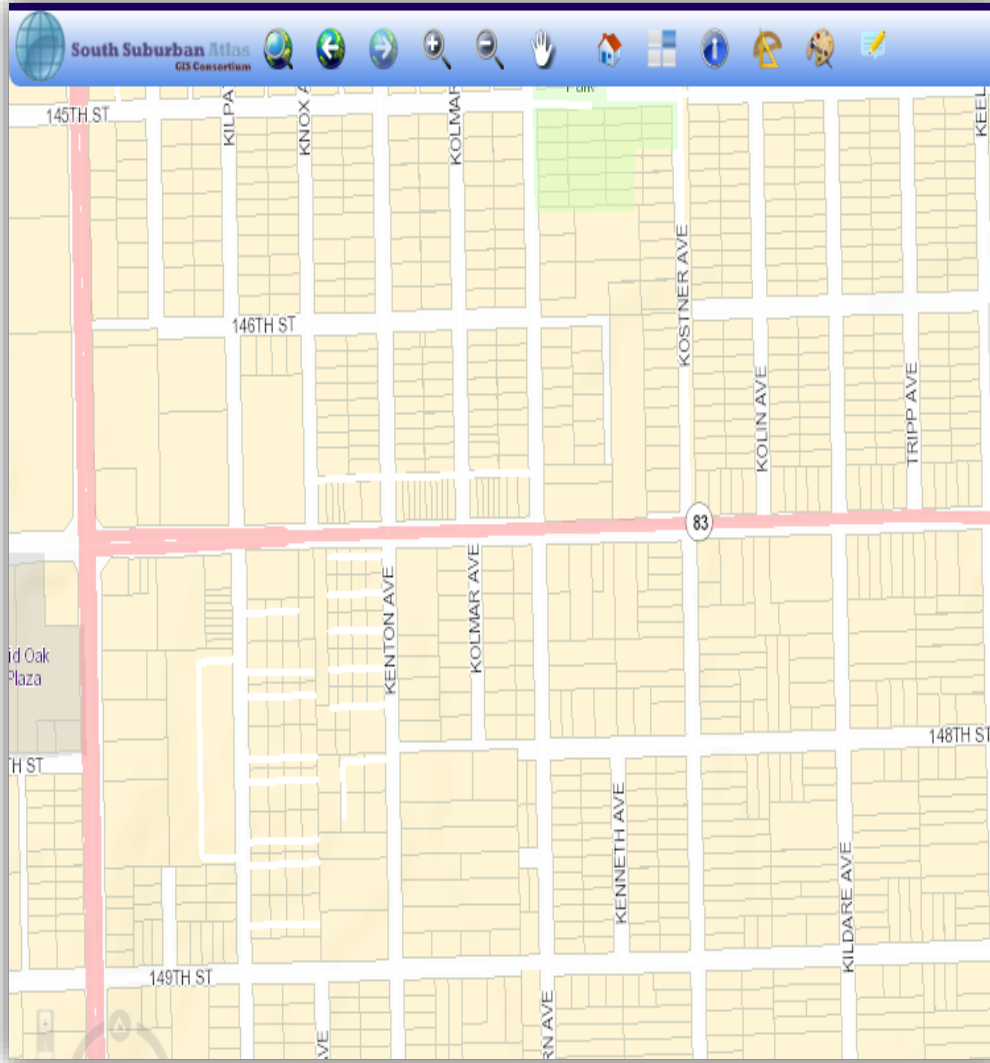 South Suburban Atlas
GIS Consortium
Park
145TH ST
KILPA
KNOX A
KOLMAR
KEEL
KOSTNER AVE
146TH ST
KOLIN AVE
TRIPP AVE
83
KENTON AVE
KOLMAR AVE
id Oak
Plaza
148TH ST
TH ST
KENNETH AVE
KILDARE AVE
149TH ST
AVE
RN AVE